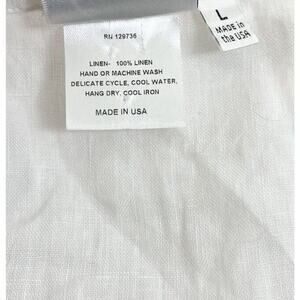 RN 129736
LINEN- 100% LINEN
HAND OR MACHINE WASH
DELICATE CYCLE, COOL WATER,
HANG DRY, COOL IRON
MADE IN USA
L
MADE IN
the USA